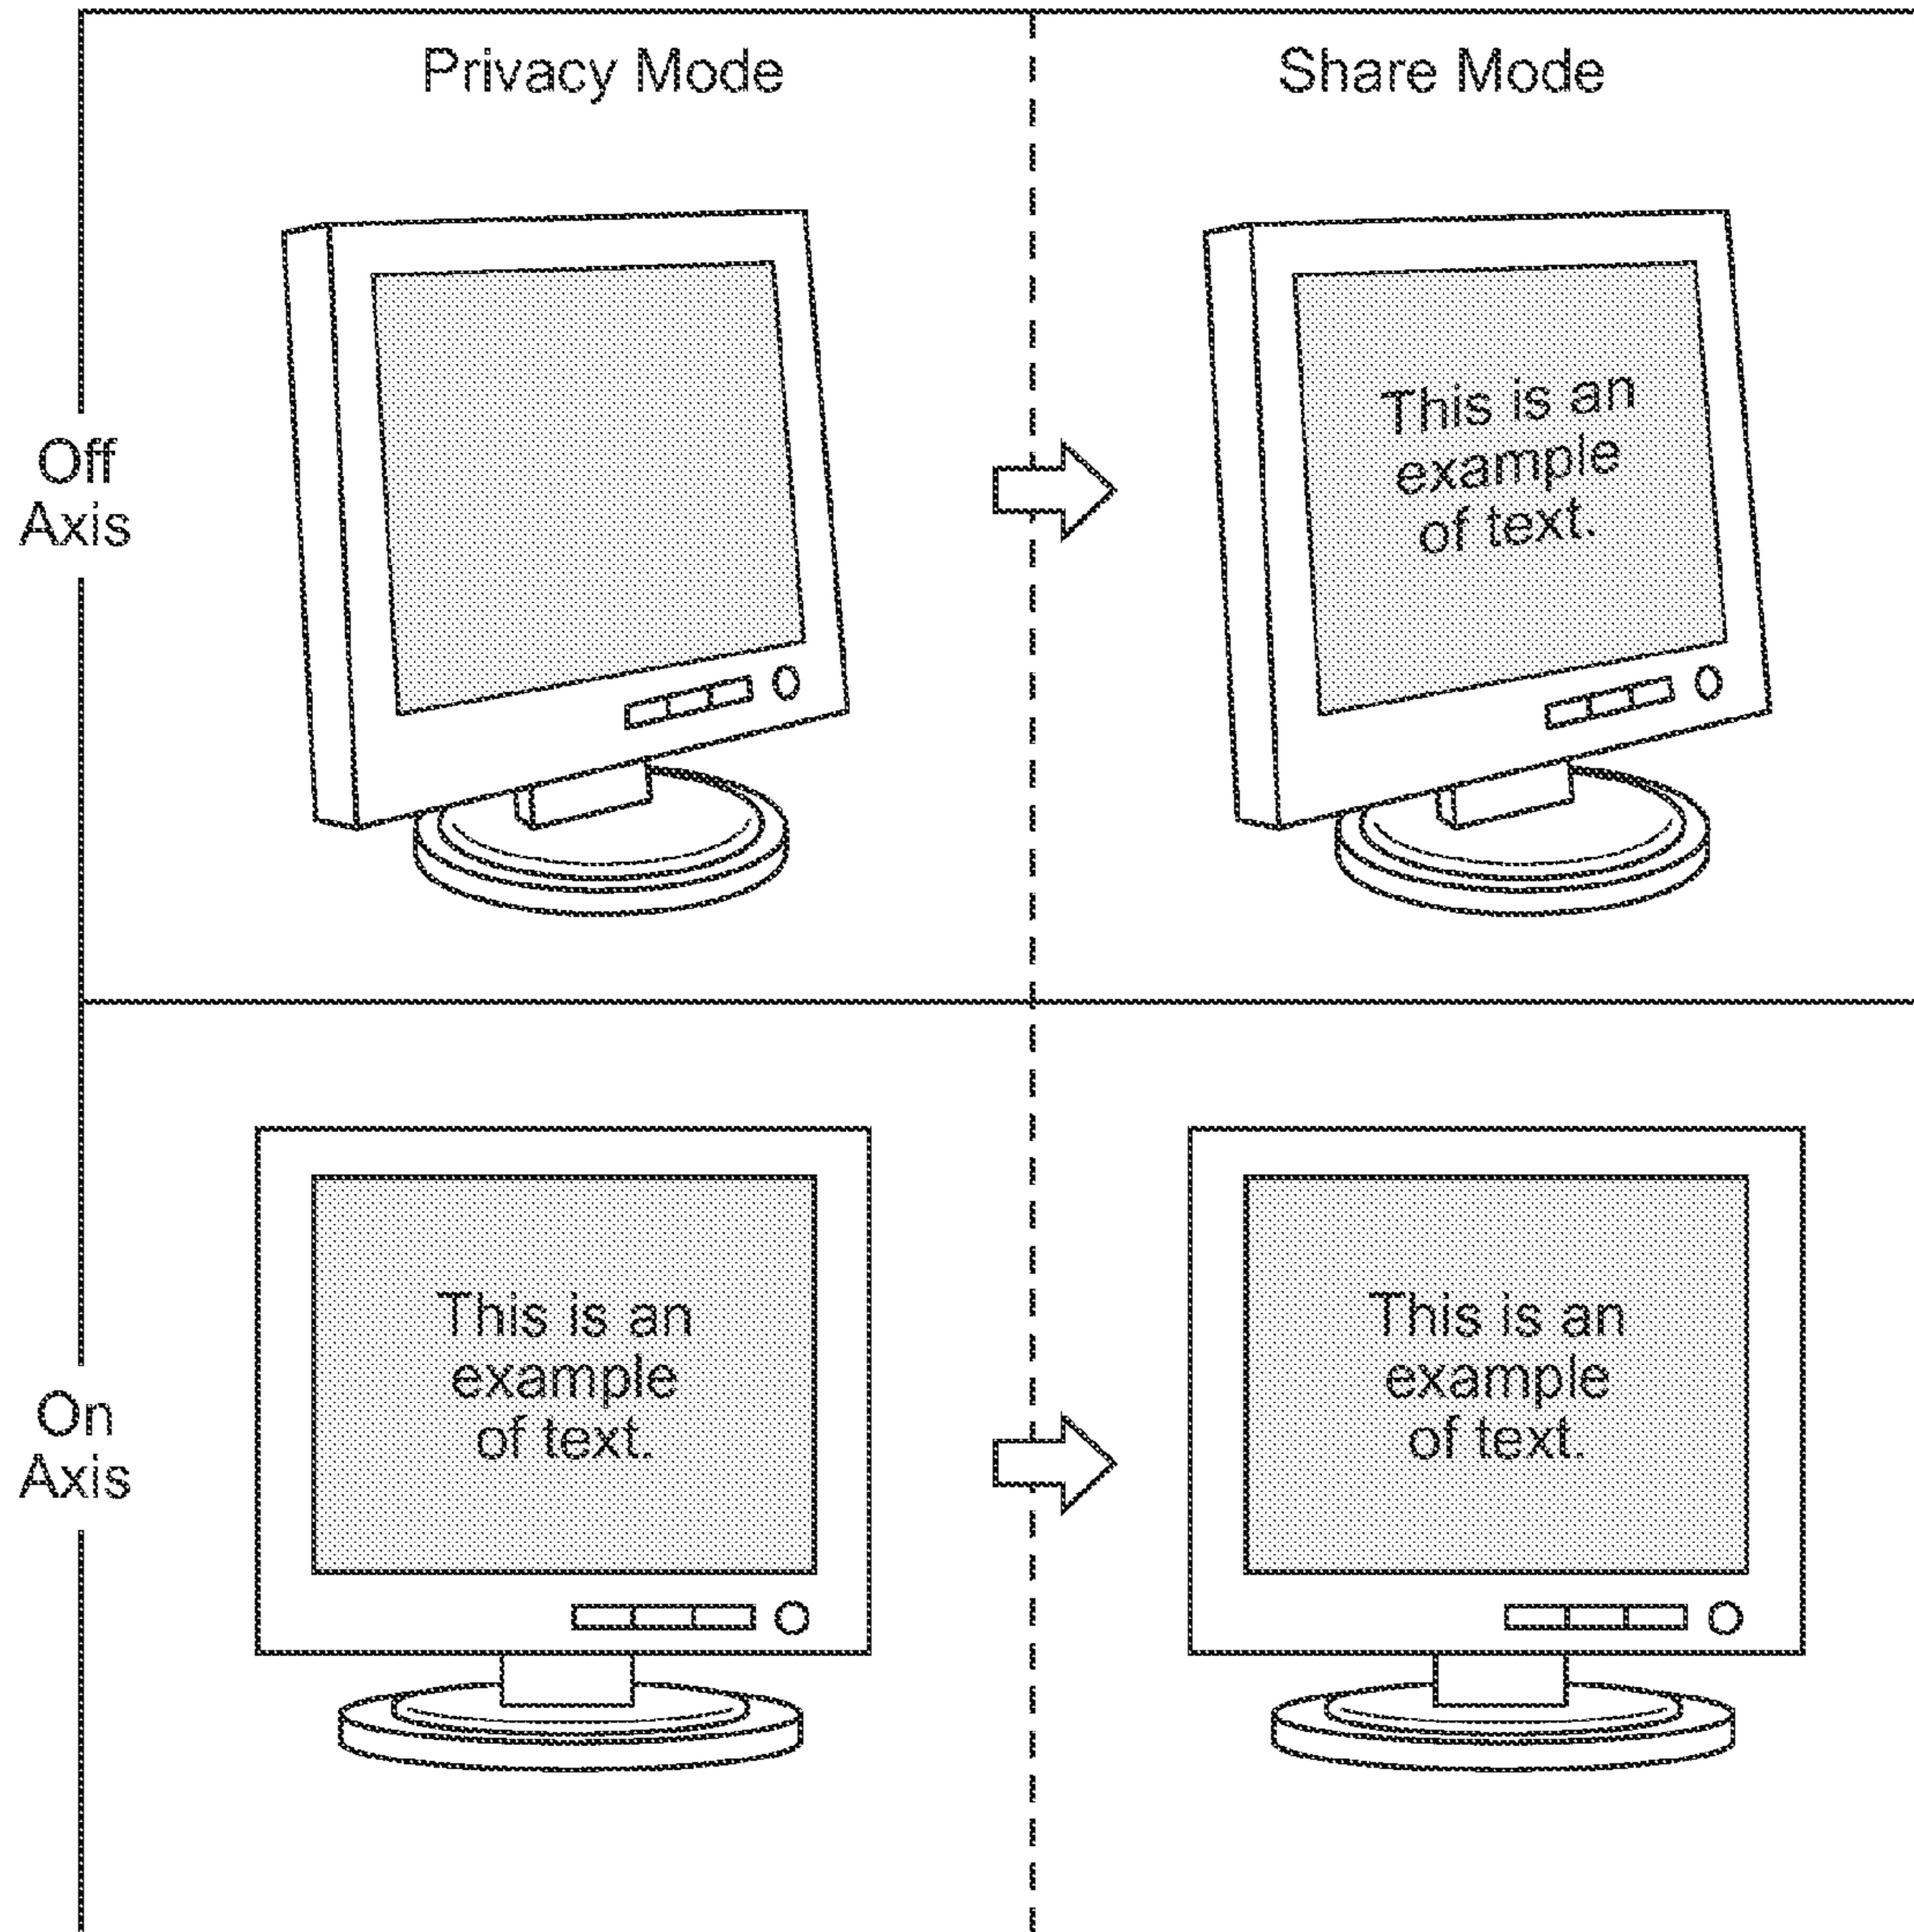 Privacy Mode
Share Mode
Off
Axis
This is an
example
of text.
On
Axis
This is an
example
of text.
This is an
example
of text.